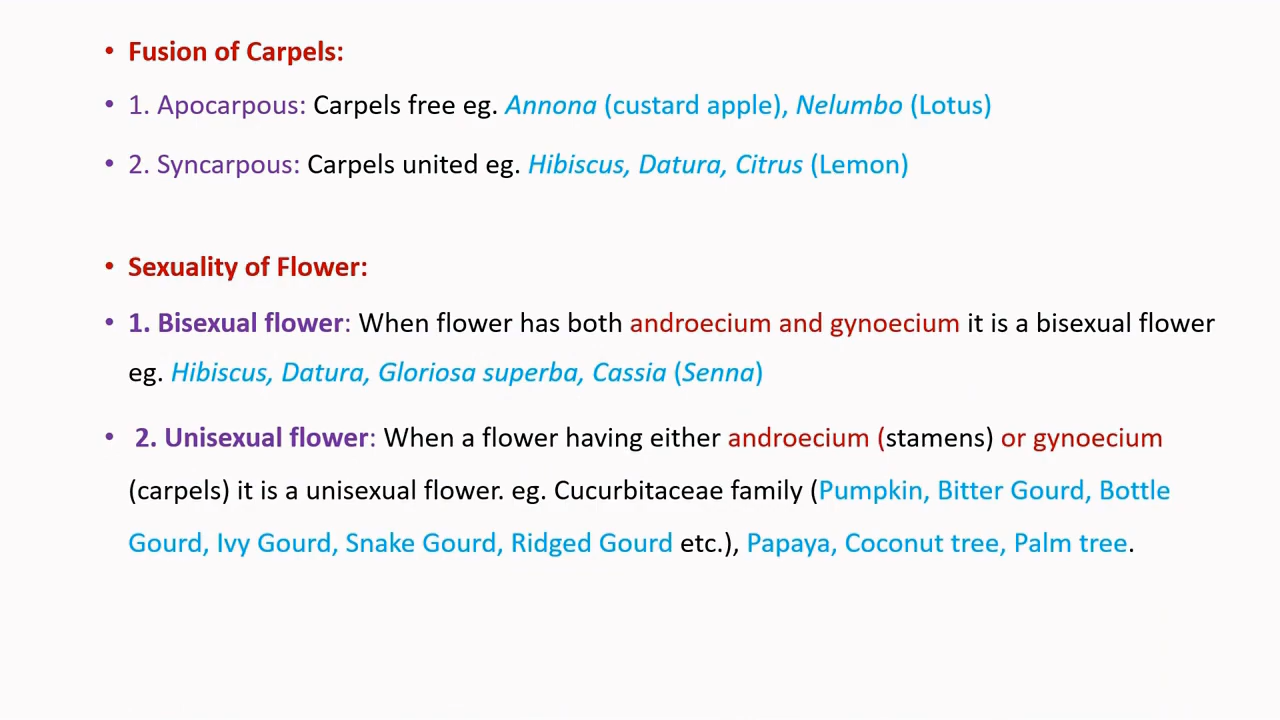 • Fusion of Carpels:
• 1. Apocarpous: Carpels free eg. Annona (custard apple), Nelumbo (Lotus)
• 2. Syncarpous: Carpels united eg. Hibiscus, Datura, Citrus (Lemon)
• Sexuality of Flower:
• 1. Bisexual flower: When flower has both androecium and gynoecium it is a bisexual flower
eg. Hibiscus, Datura, Gloriosa superba, Cassia (Senna)
• 2. Unisexual flower: When a flower having either androecium (stamens) or gynoecium
(carpels) it is a unisexual flower. eg. Cucurbitaceae family (Pumpkin, Bitter Gourd, Bottle
Gourd, Ivy Gourd, Snake Gourd, Ridged Gourd etc.), Papaya, Coconut tree, Palm tree.